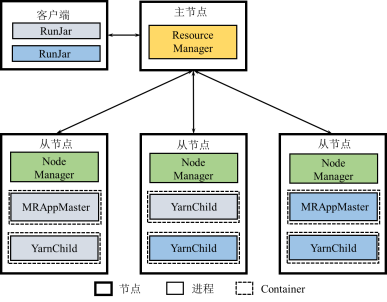 客户端
RunJar
RunJar
主节点
Resource
Manager
从节点
Node
Manager
MRAppMaster
YarnChild
从节点
Node
Manager
YarnChild
YarnChild
从节点
Node
Manager
MRAppMaster
YarnChild
节点
进程
Container